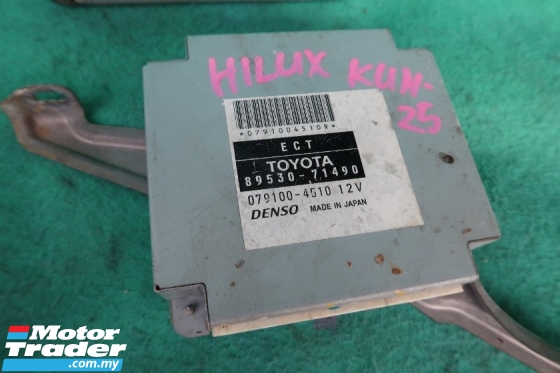 HILUX KUN-
25
*0791004510R*
ECT
TOYOTA
89530-71490
079100-4510 12V
DENSO MADE IN JAPAN
Motor
Trader
.com.my